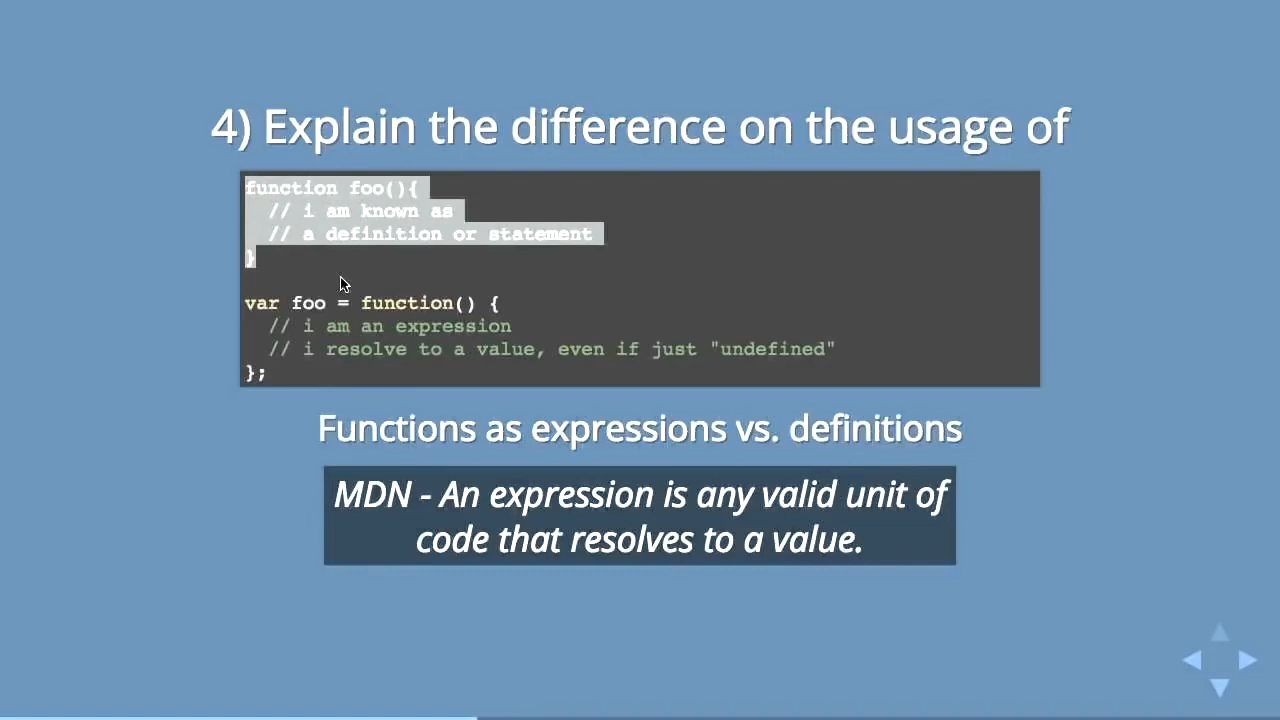 4) Explain the difference on the usage of
function foo(){
  // i am known as
  // a definition or statement
}
var foo = function() {
  // i am an expression
  // i resolve to a value, even if just "undefined"
};
Functions as expressions vs. definitions
MDN - An expression is any valid unit of
code that resolves to a value.